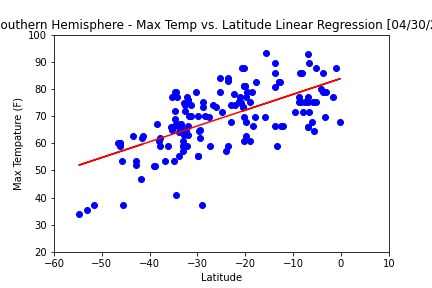 outhern Hemisphere - Max Temp vs. Latitude Linear Regression [04/30/2
100
90
80
70
60
50
40
30
20
Max Tempature (F)
−60 −50 −40 −30 −20 −10 0 10
Latitude